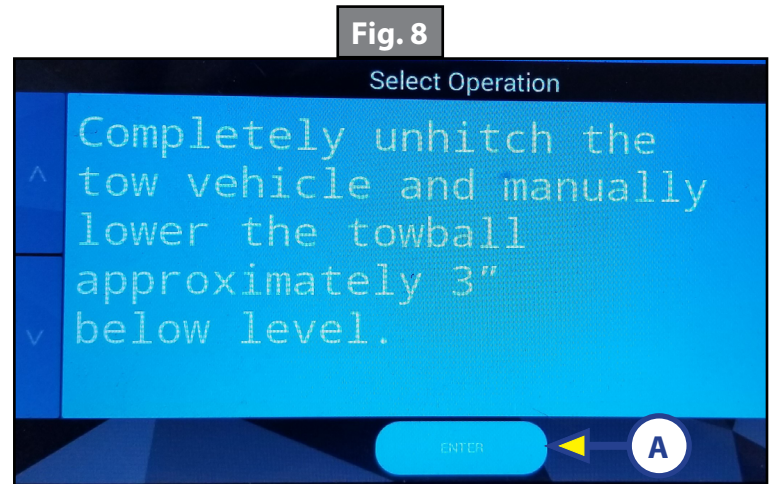 Fig. 8
Select Operation
Completely unhitch the
tow vehicle and manually
lower the towball
approximately 3"
below level.
ENTER
A